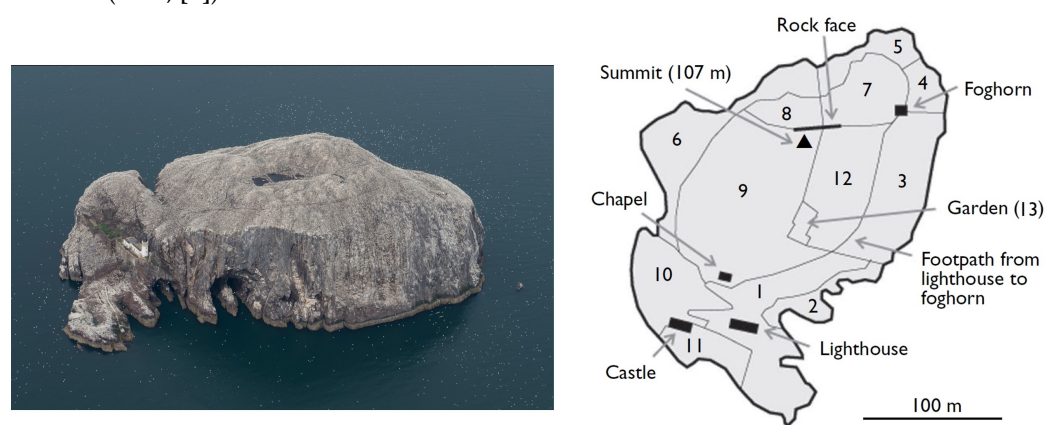 Rock face
5
Summit (107 m)
7
4
Foghorn
8
6
12
3
9
Chapel
Garden (13)
Footpath from
lighthouse to
foghorn
10
1
2
11
Lighthouse
Castle
100 m